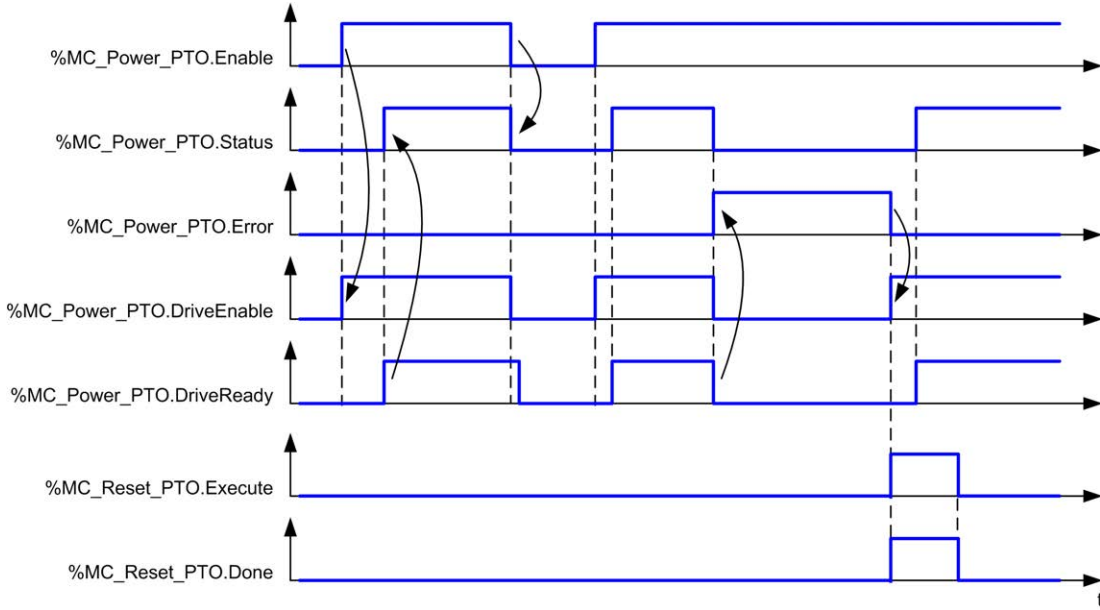 %MC_Power_PTO.Enable
%MC_Power_PTO.Status
%MC_Power_PTO.Error
%MC_Power_PTO.DriveEnable
%MC_Power_PTO.DriveReady
%MC_Reset_PTO.Execute
%MC_Reset_PTO.Done
t